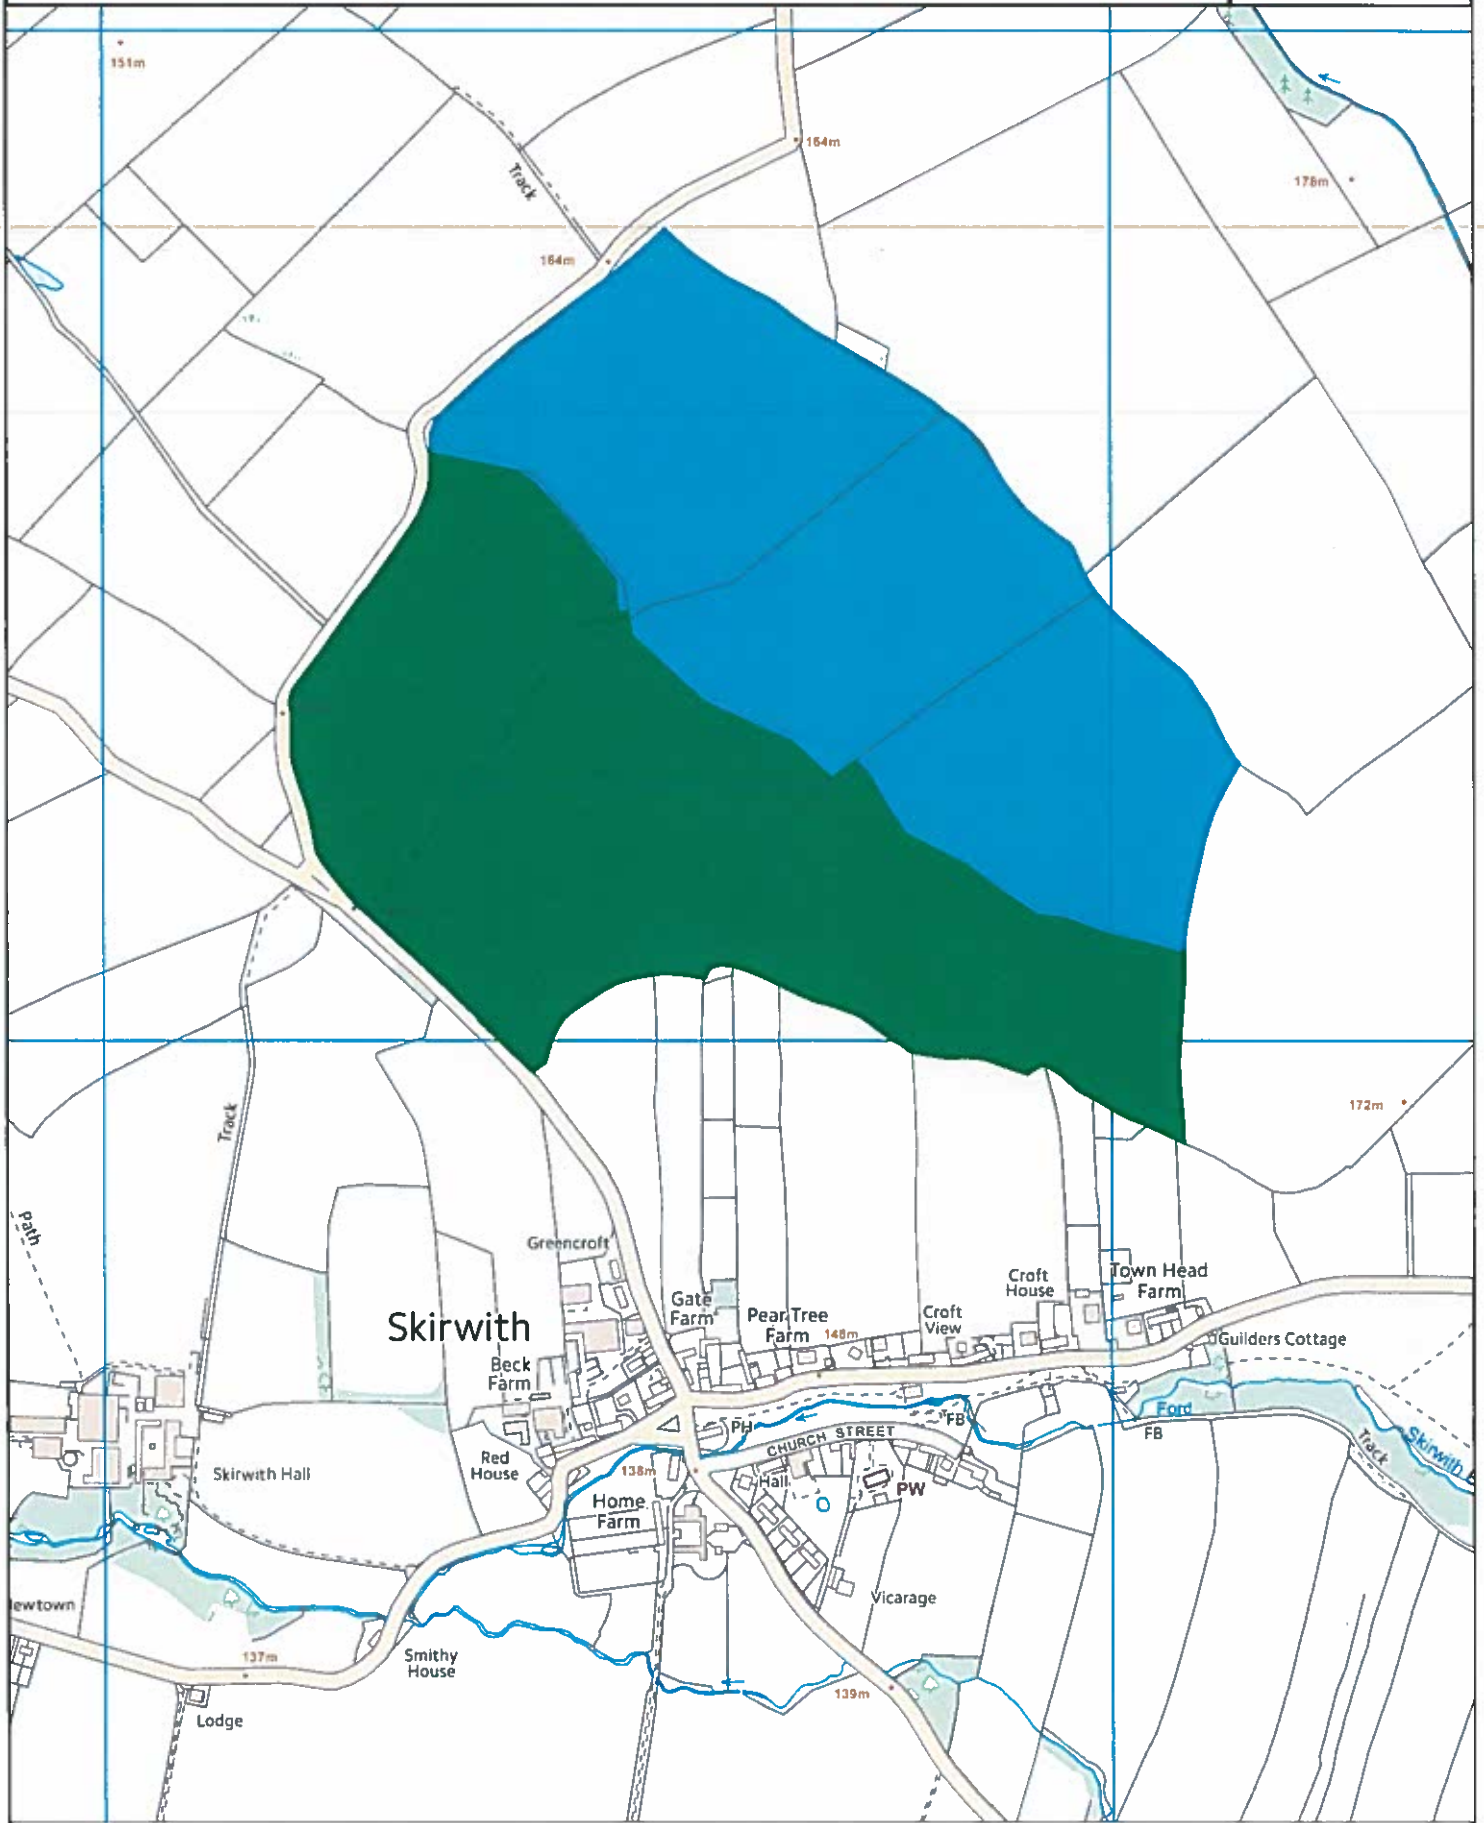 151m
164m
Track
178m
164m
172m
Track
Path
Greencroft
Gate
Farm
Pear Tree
Farm
148m
Croft
View
Croft
House
Town Head
Farm
Skirwith
Guilders Cottage
Beck
Farm
Ford
FB
FB
PH
CHURCH STREET
Track
Skirwith
Red
House
138m
Hall
PW
Skirwith Hall
Home
Farm
Vicarage
ewtown
Smithy
House
137m
139m
Lodge